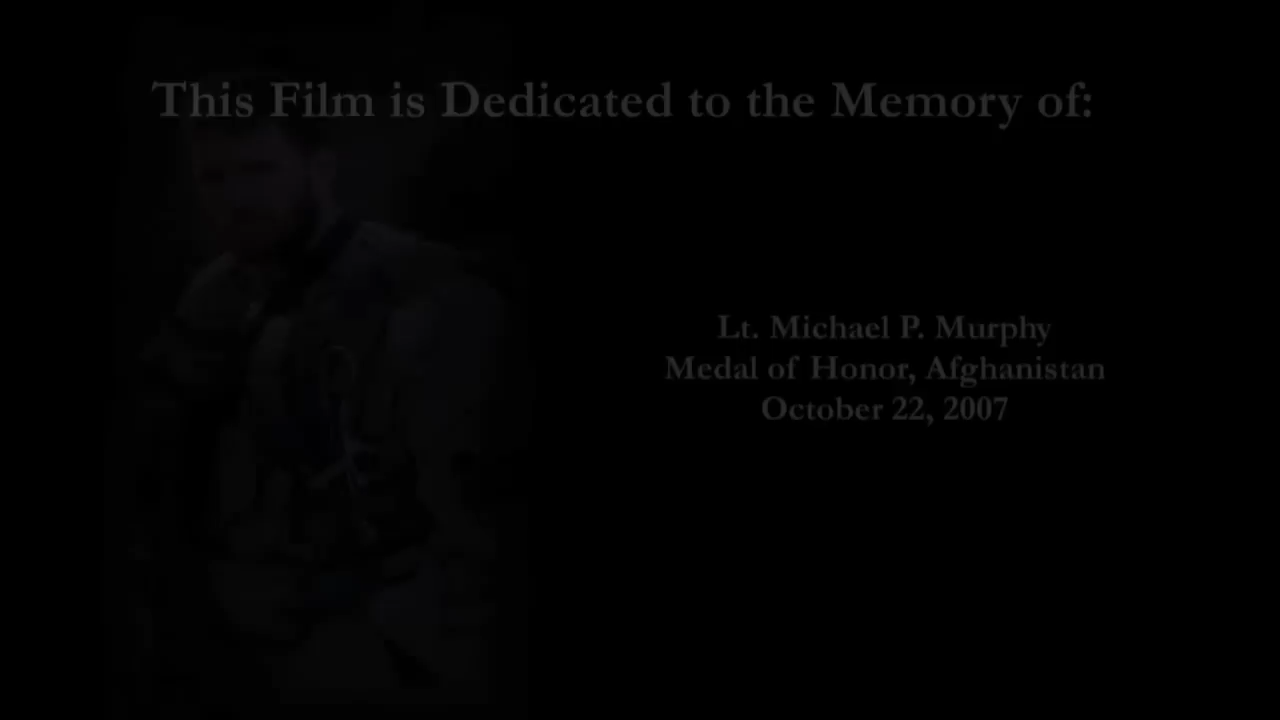 This Film is Dedicated to the Memory of:
Lt. Michael P. Murphy
Medal of Honor, Afghanistan
October 22, 2007